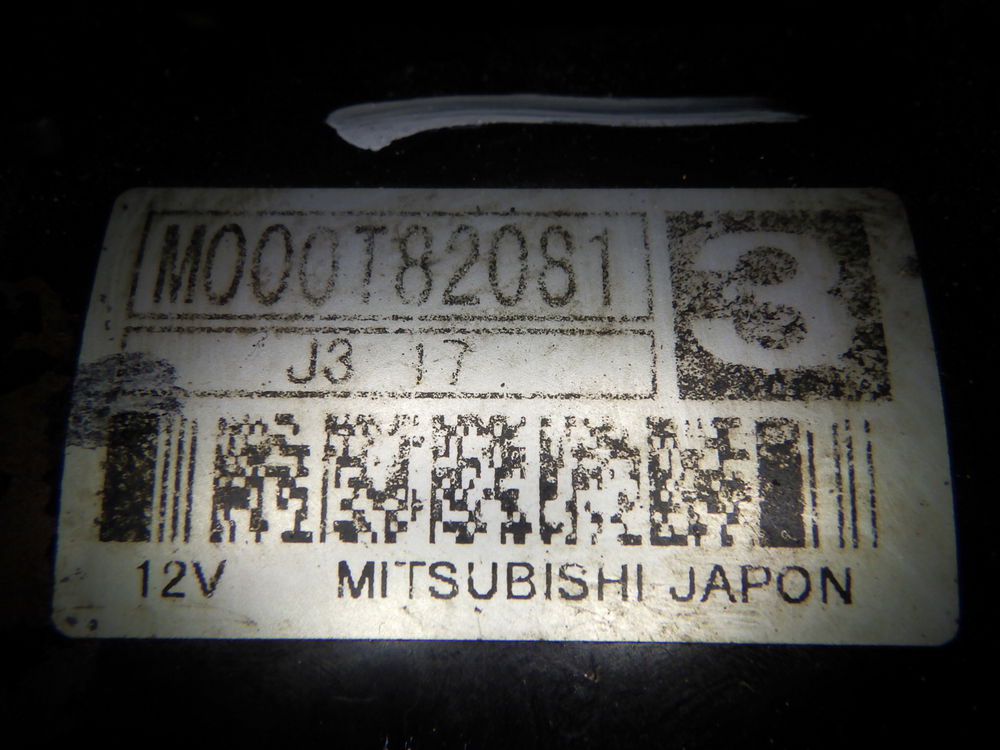 M000T82081
3
J3 17
12V MITSUBISHI JAPON